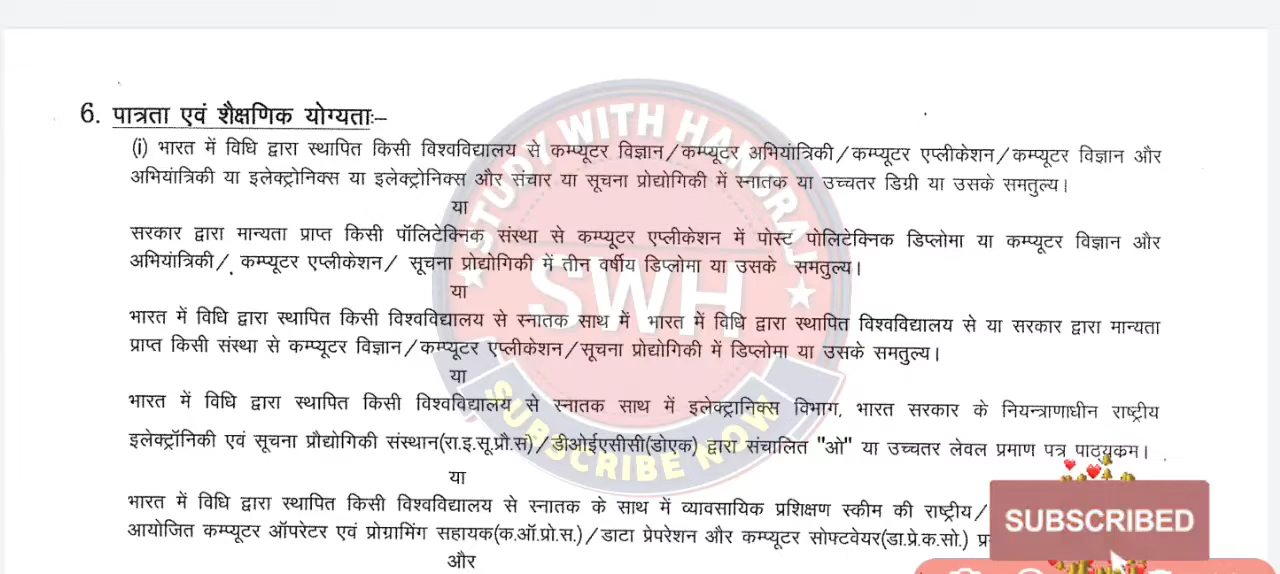 6. पात्रता एवं शैक्षणिक योग्यताः–
(i) भारत में विधि द्वारा स्थापित किसी विश्वविद्यालय से कम्प्यूटर विज्ञान/कम्प्यूटर अभियांत्रिकी/कम्प्यूटर एप्लीकेशन/कम्प्यूटर विज्ञान और
अभियांत्रिकी या इलेक्ट्रोनिक्स या इलेक्ट्रोनिक्स और संचार या सूचना प्रोद्योगिकी में स्नातक या उच्चतर डिग्री या उसके समतुल्य।
या
सरकार द्वारा मान्यता प्राप्त किसी पॉलिटेक्निक संस्था से कम्प्यूटर एप्लीकेशन में पोस्ट पोलिटेक्निक डिप्लोमा या कम्प्यूटर विज्ञान और
अभियांत्रिकी/ कम्प्यूटर एप्लीकेशन/ सूचना प्रोद्योगिकी में तीन वर्षीय डिप्लोमा या उसके समतुल्य।
या
भारत में विधि द्वारा स्थापित किसी विश्वविद्यालय से स्नातक साथ में भारत में विधि द्वारा स्थापित विश्वविद्यालय से या सरकार द्वारा मान्यता
प्राप्त किसी संस्था से कम्प्यूटर विज्ञान/कम्प्यूटर एप्लीकेशन/सूचना प्रोद्योगिकी में डिप्लोमा या उसके समतुल्य।
या
भारत में विधि द्वारा स्थापित किसी विश्वविद्यालय से स्नातक साथ में इलेक्ट्रानिक्स विभाग, भारत सरकार के नियन्त्राणाधीन राष्ट्रीय
इलेक्ट्रॉनिकी एवं सूचना प्रौद्योगिकी संस्थान(रा.इ.सू.प्रौ.सं)/डीओईएसीसी(डोएक) द्वारा संचालित "ओ" या उच्चतर लेवल प्रमाण पत्र पाठ्यकम।
या
भारत में विधि द्वारा स्थापित किसी विश्वविद्यालय से स्नातक के साथ में व्यावसायिक प्रशिक्षण स्कीम की राष्ट्रीय/
आयोजित कम्प्यूटर ऑपरेटर एवं प्रोग्रामिंग सहायक(क.ऑ.प्रो.स.)/डाटा प्रेपरेशन और कम्प्यूटर सोफ्टवेयर(डा.प्रे.क.सो.)
और
STUDY WITH HANSRAJ
SWH
SUBSCRIBE NOW
SUBSCRIBED